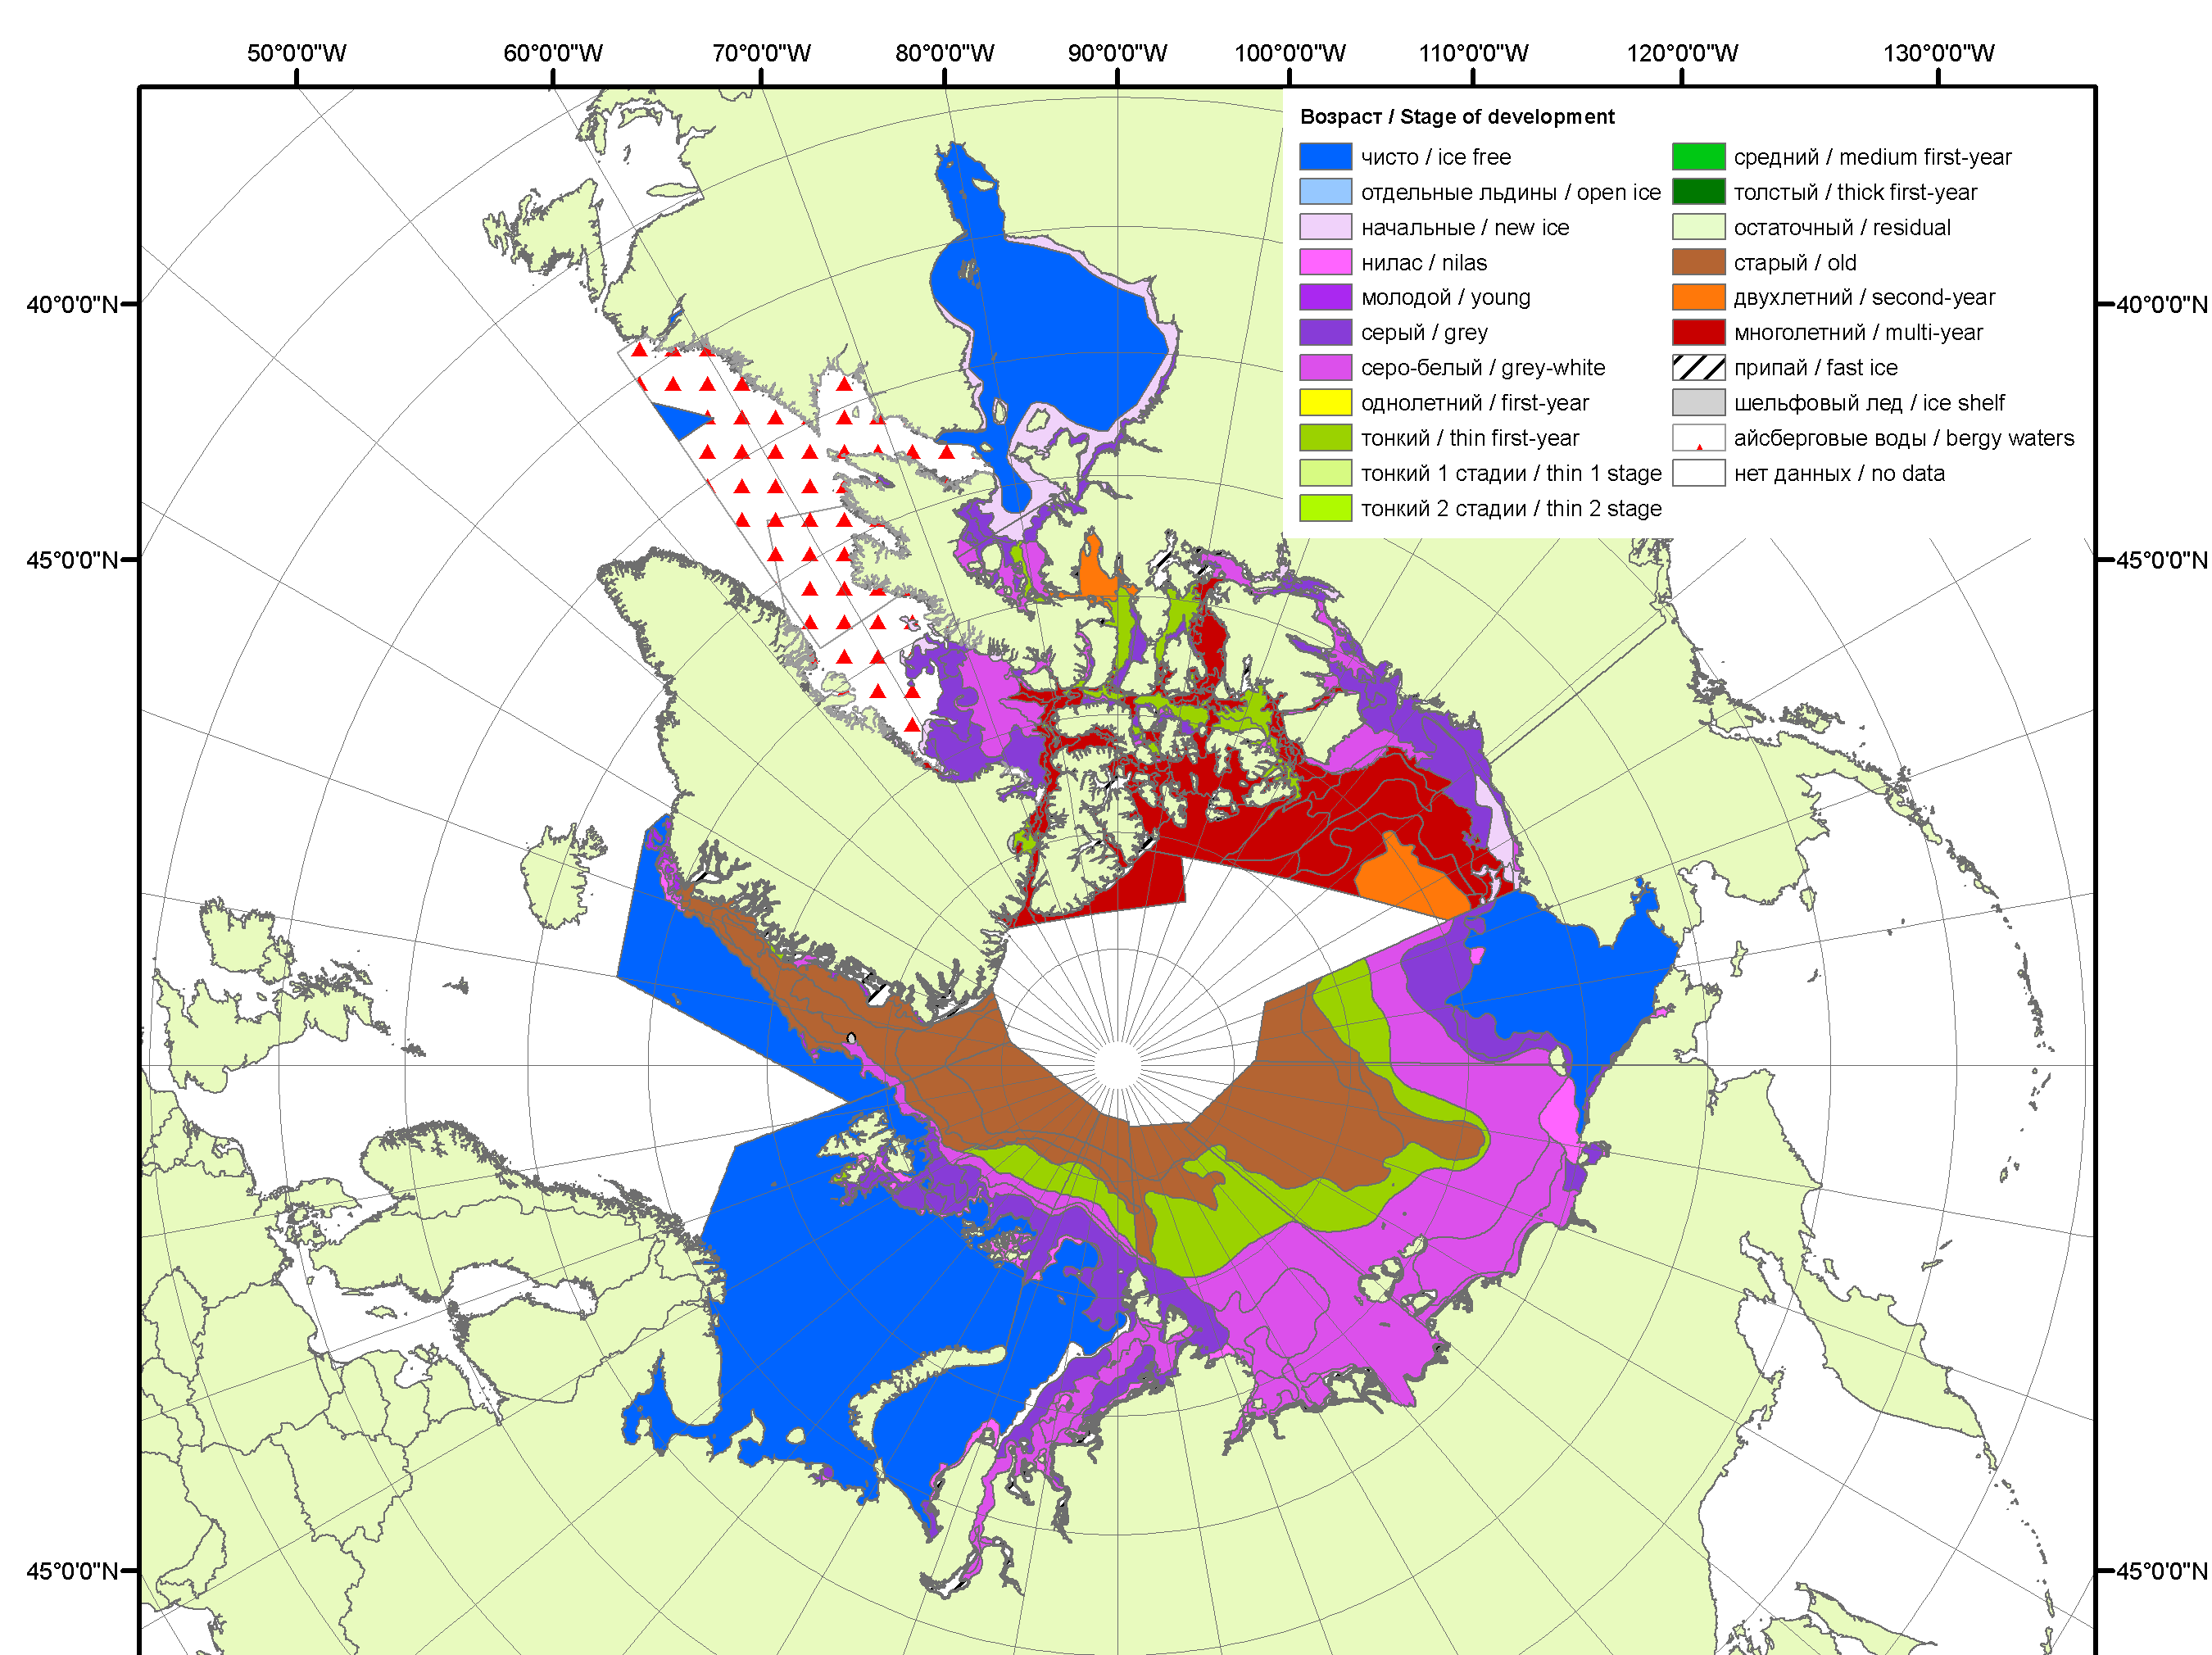 50°0'0"W 60°0'0"W 70°0'0"W 80°0'0"W 90°0'0"W 100°0'0"W 110°0'0"W 120°0'0"W 130°0'0"W
Возраст / Stage of development
чисто / ice free
отдельные льдины / open ice
начальные / new ice
нилас / nilas
молодой / young
серый / grey
серо-белый / grey-white
однолетний / first-year
тонкий / thin first-year
тонкий 1 стадии / thin 1 stage
тонкий 2 стадии / thin 2 stage
средний / medium first-year
толстый / thick first-year
остаточный / residual
старый / old
двухлетний / second-year
многолетний / multi-year
припай / fast ice
шельфовый лед / ice shelf
айсберговые воды / bergy waters
нет данных / no data
40°0'0"N 40°0'0"N
45°0'0"N 45°0'0"N
45°0'0"N 45°0'0"N